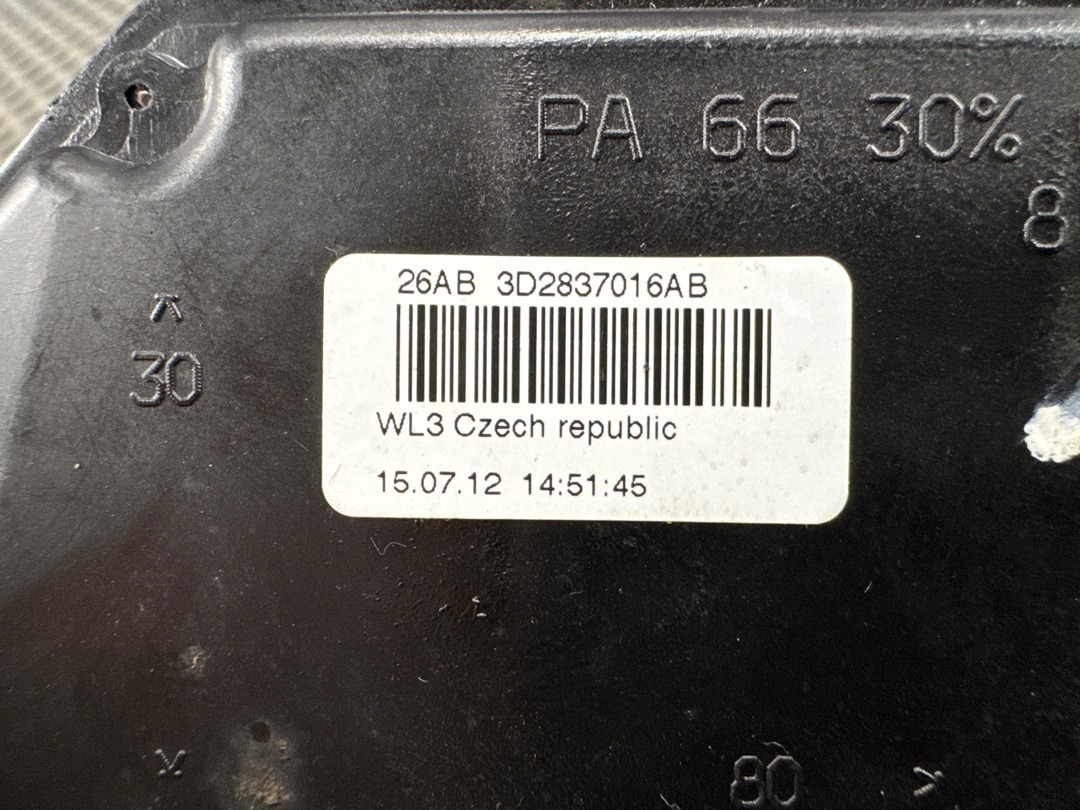 PA 66 30%
8
26AB 3D2837016AB
30
WL3 Czech republic
15.07.12 14:51:45
80